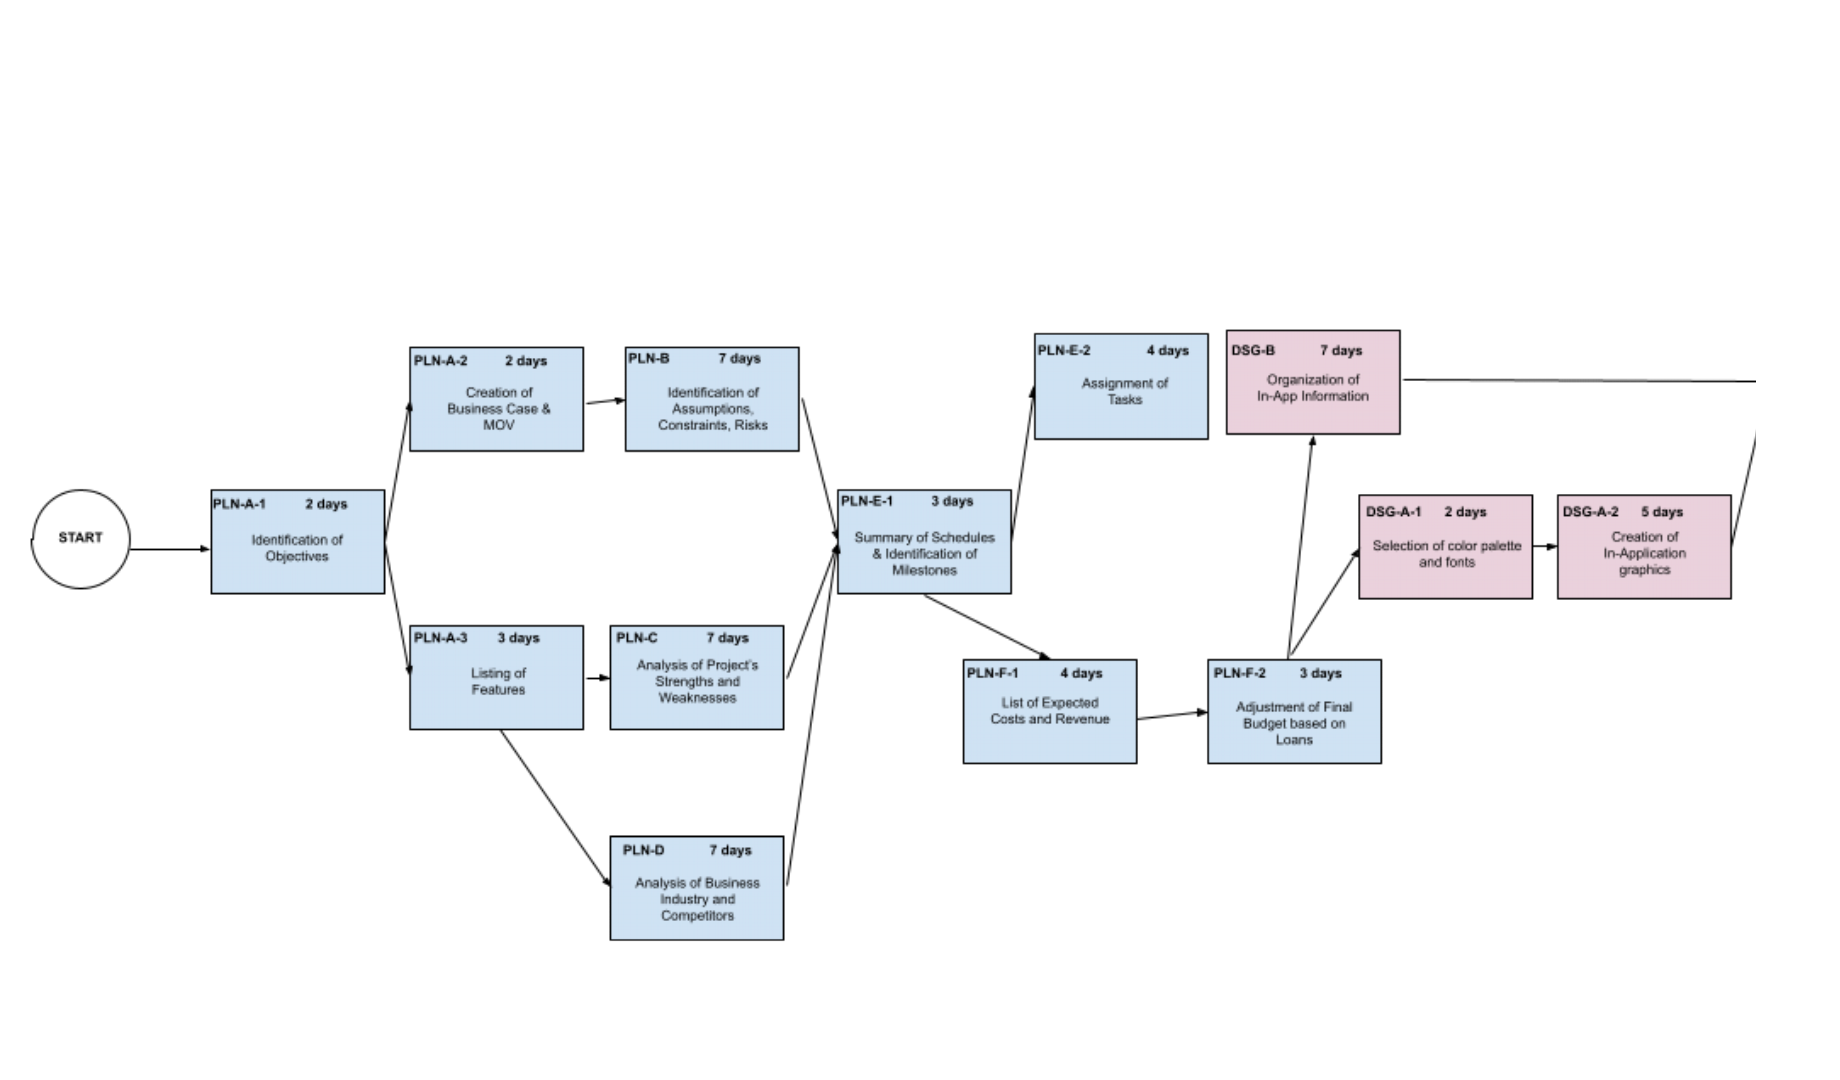 START
PLN-A-1 2 days
Identification of
Objectives
PLN-A-2 2 days
Creation of
Business Case &
MOV
PLN-B 7 days
Identification of
Assumptions,
Constraints, Risks
PLN-A-3 3 days
Listing of
Features
PLN-C 7 days
Analysis of Project's
Strengths and
Weaknesses
PLN-D 7 days
Analysis of Business
Industry and
Competitors
PLN-E-1 3 days
Summary of Schedules
& Identification of
Milestones
PLN-E-2 4 days
Assignment of
Tasks
PLN-F-1 4 days
List of Expected
Costs and Revenue
PLN-F-2 3 days
Adjustment of Final
Budget based on
Loans
DSG-B 7 days
Organization of
In-App Information
DSG-A-1 2 days
Selection of color palette
and fonts
DSG-A-2 5 days
Creation of
In-Application
graphics